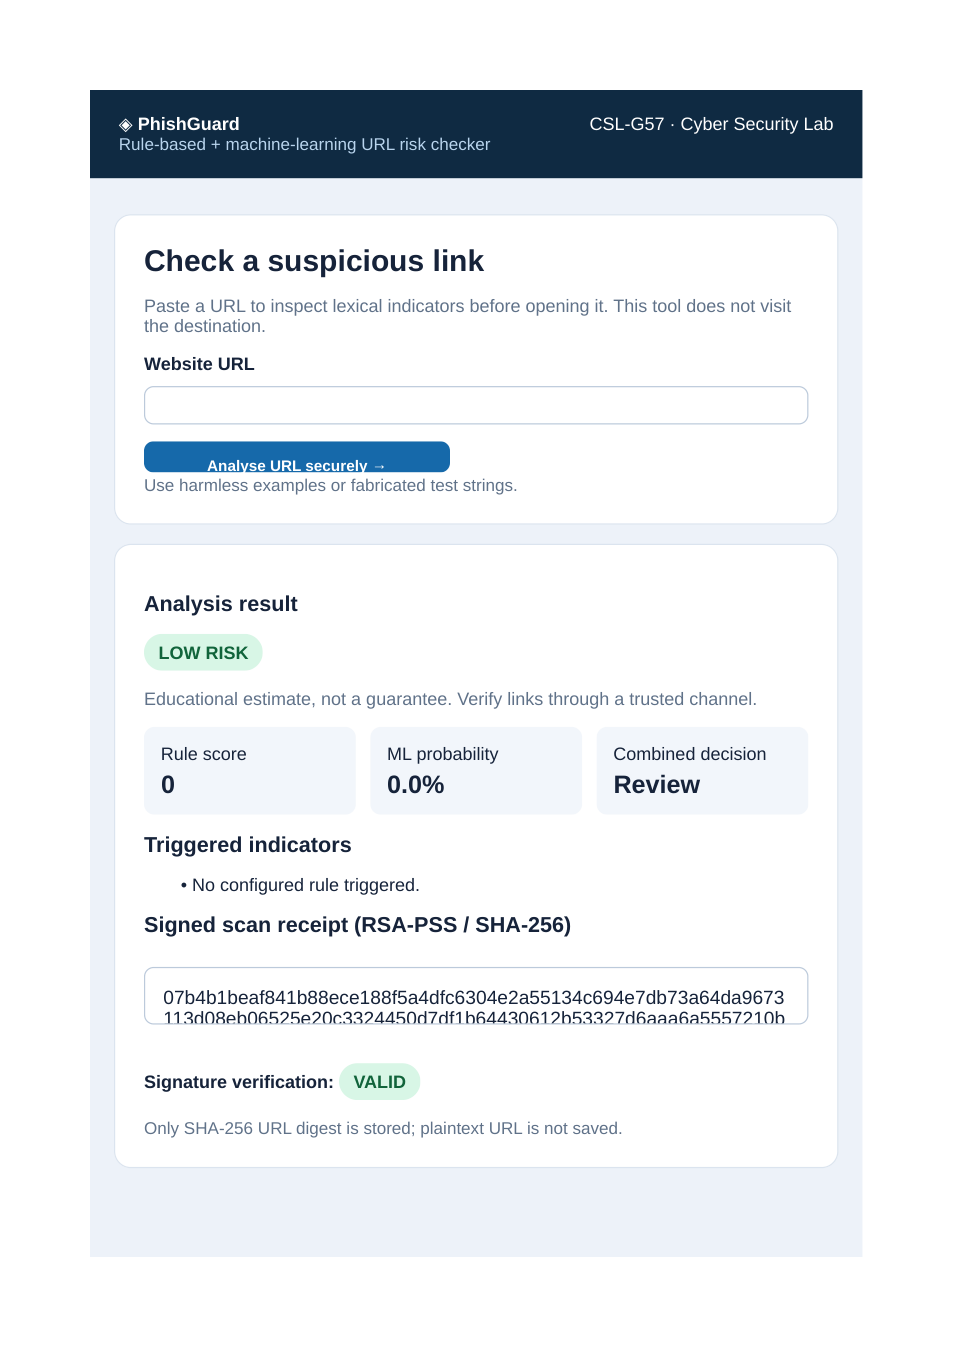 ◈ PhishGuard
CSL-G57 · Cyber Security Lab
Rule-based + machine-learning URL risk checker
Check a suspicious link
Paste a URL to inspect lexical indicators before opening it. This tool does not visit
the destination.
Website URL
Analyse URL securely →
Use harmless examples or fabricated test strings.
Analysis result
LOW RISK
Educational estimate, not a guarantee. Verify links through a trusted channel.
Rule score
ML probability
Combined decision
0
0.0%
Review
Triggered indicators
• No configured rule triggered.
Signed scan receipt (RSA-PSS / SHA-256)
07b4b1beaf841b88ece188f5a4dfc6304e2a55134c694e7db73a64da9673
113d08eb06525e20c3324450d7df1b64430612b53327d6aaa6a5557210b
Signature verification: VALID
Only SHA-256 URL digest is stored; plaintext URL is not saved.